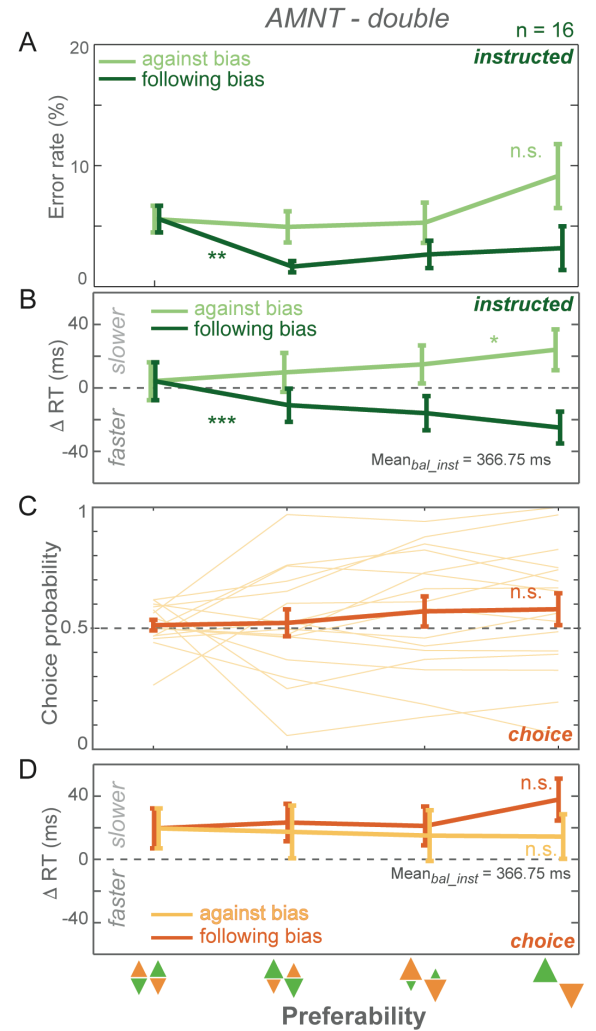 AMNT - double
n = 16
A
against bias
following bias
instructed
20
10
0
Error rate (%)
n.s.
**
B
against bias
following bias
instructed
slower
faster
40
0
-40
Δ RT (ms)
*
***
Meanbal_inst = 366.75 ms
C
1
0.5
0
Choice probability
n.s.
choice
D
slower
faster
40
0
-40
Δ RT (ms)
n.s.
n.s.
Meanbal_inst = 366.75 ms
against bias
following bias
choice
Preferability